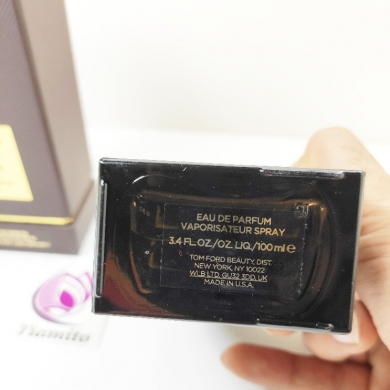 EAU DE PARFUM
VAPORISATEUR SPRAY
3.4 FL.OZ./OZ. LIQ./100 ml ℮
TOM FORD BEAUTY, DIST.
NEW YORK, NY 10022
WLB LTD, GU32 3DD, UK
MADE IN U.S.A.
Tiamito